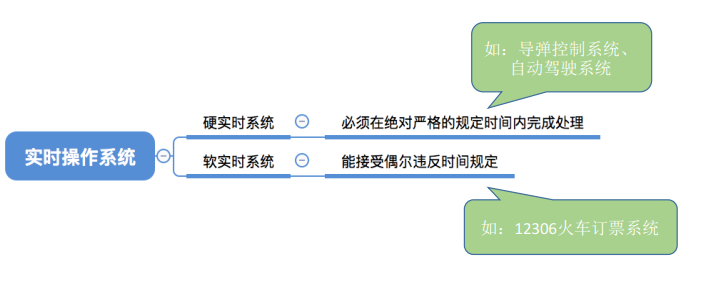 如：导弹控制系统、
自动驾驶系统
硬实时系统
必须在绝对严格的规定时间内完成处理
实时操作系统
软实时系统
能接受偶尔违反时间规定
如：12306火车订票系统